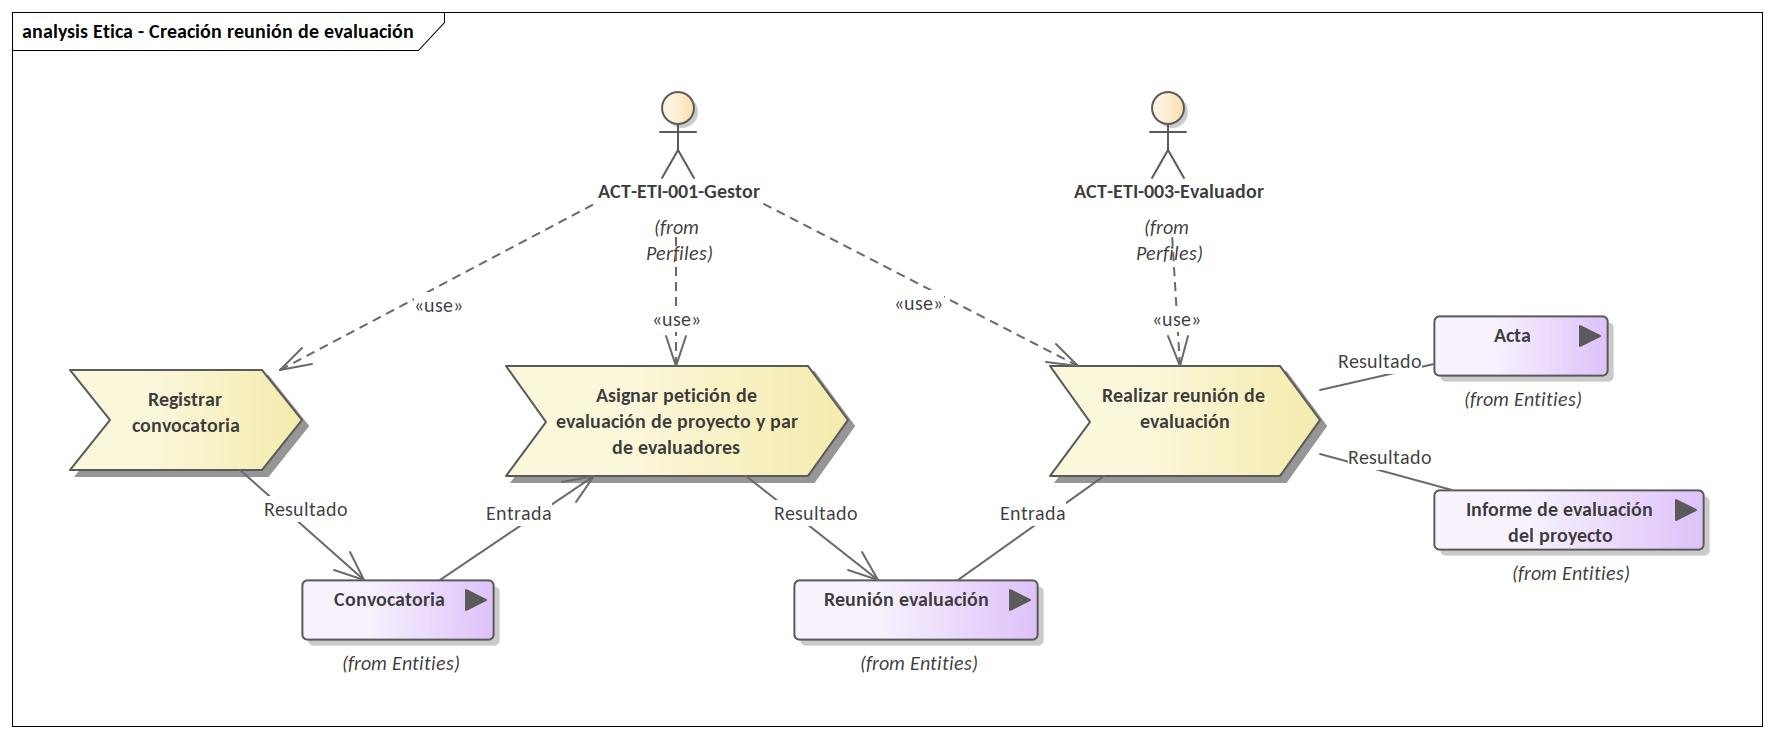 analysis Etica - Creación reunión de evaluación
ACT-ETI-001-Gestor
(from
Perfiles)
ACT-ETI-003-Evaluador
(from
Perfiles)
«use»
«use»
«use»
«use»
Registrar
convocatoria
Asignar petición de
evaluación de proyecto y par
de evaluadores
Realizar reunión de
evaluación
Resultado
Acta
(from Entities)
Resultado
Informe de evaluación
del proyecto
(from Entities)
Resultado
Entrada
Resultado
Entrada
Convocatoria
(from Entities)
Reunión evaluación
(from Entities)